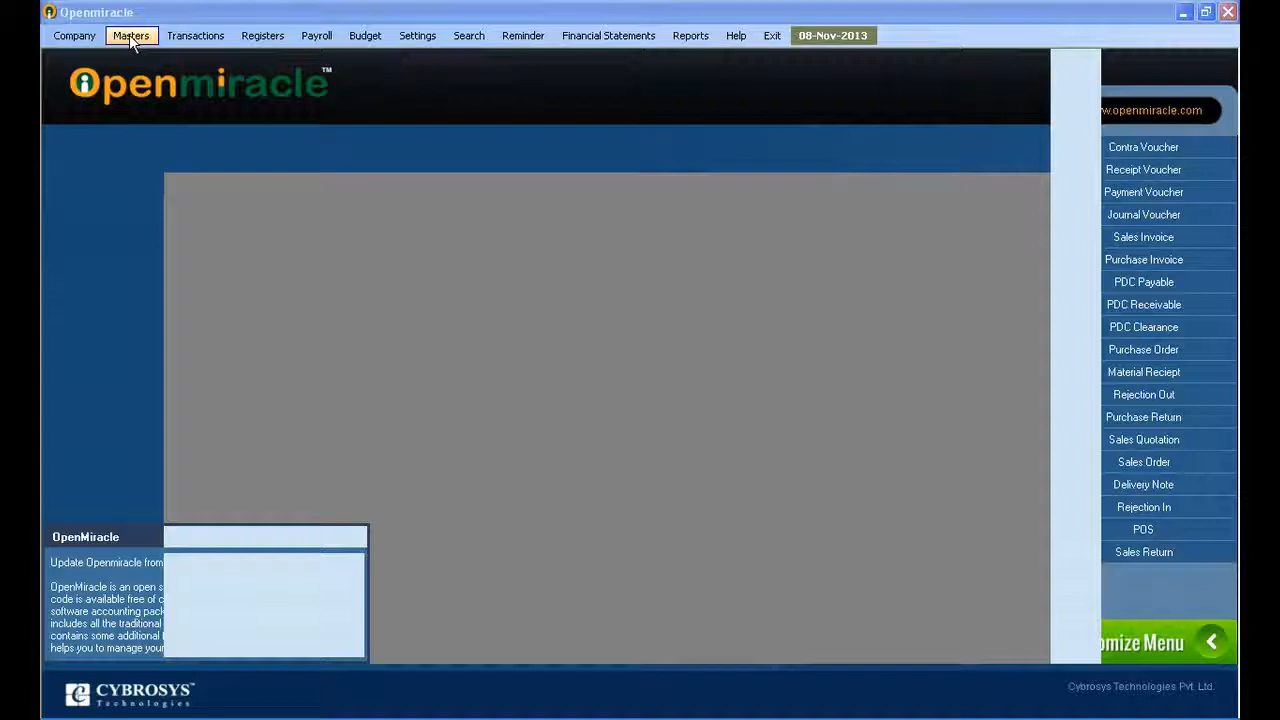 Openmiracle
Company Masters Transactions Registers Payroll Budget Settings Search Reminder Financial Statements Reports Help Exit 08-Nov-2013
Openmiracle™
w.openmiracle.com
Contra Voucher
Receipt Voucher
Payment Voucher
Journal Voucher
Sales Invoice
Purchase Invoice
PDC Payable
PDC Receivable
PDC Clearance
Purchase Order
Material Reciept
Rejection Out
Purchase Return
Sales Quotation
Sales Order
Delivery Note
Rejection In
POS
Sales Return
OpenMiracle
Update Openmiracle from
OpenMiracle is an open s
code is available free of c
software accounting pack
includes all the traditional
contains some additional
helps you to manage your
omize Menu
CYBROSYS™
Technologies
Cybrosys Technologies Pvt. Ltd.